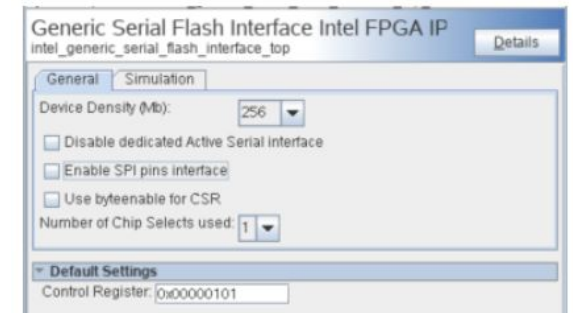 Generic Serial Flash Interface Intel FPGA IP
intel_generic_serial_flash_interface_top
Details
General Simulation
Device Density (Mb): 256
Disable dedicated Active Serial interface
Enable SPI pins interface
Use byteenable for CSR
Number of Chip Selects used: 1
Default Settings
Control Register: 0x00000101